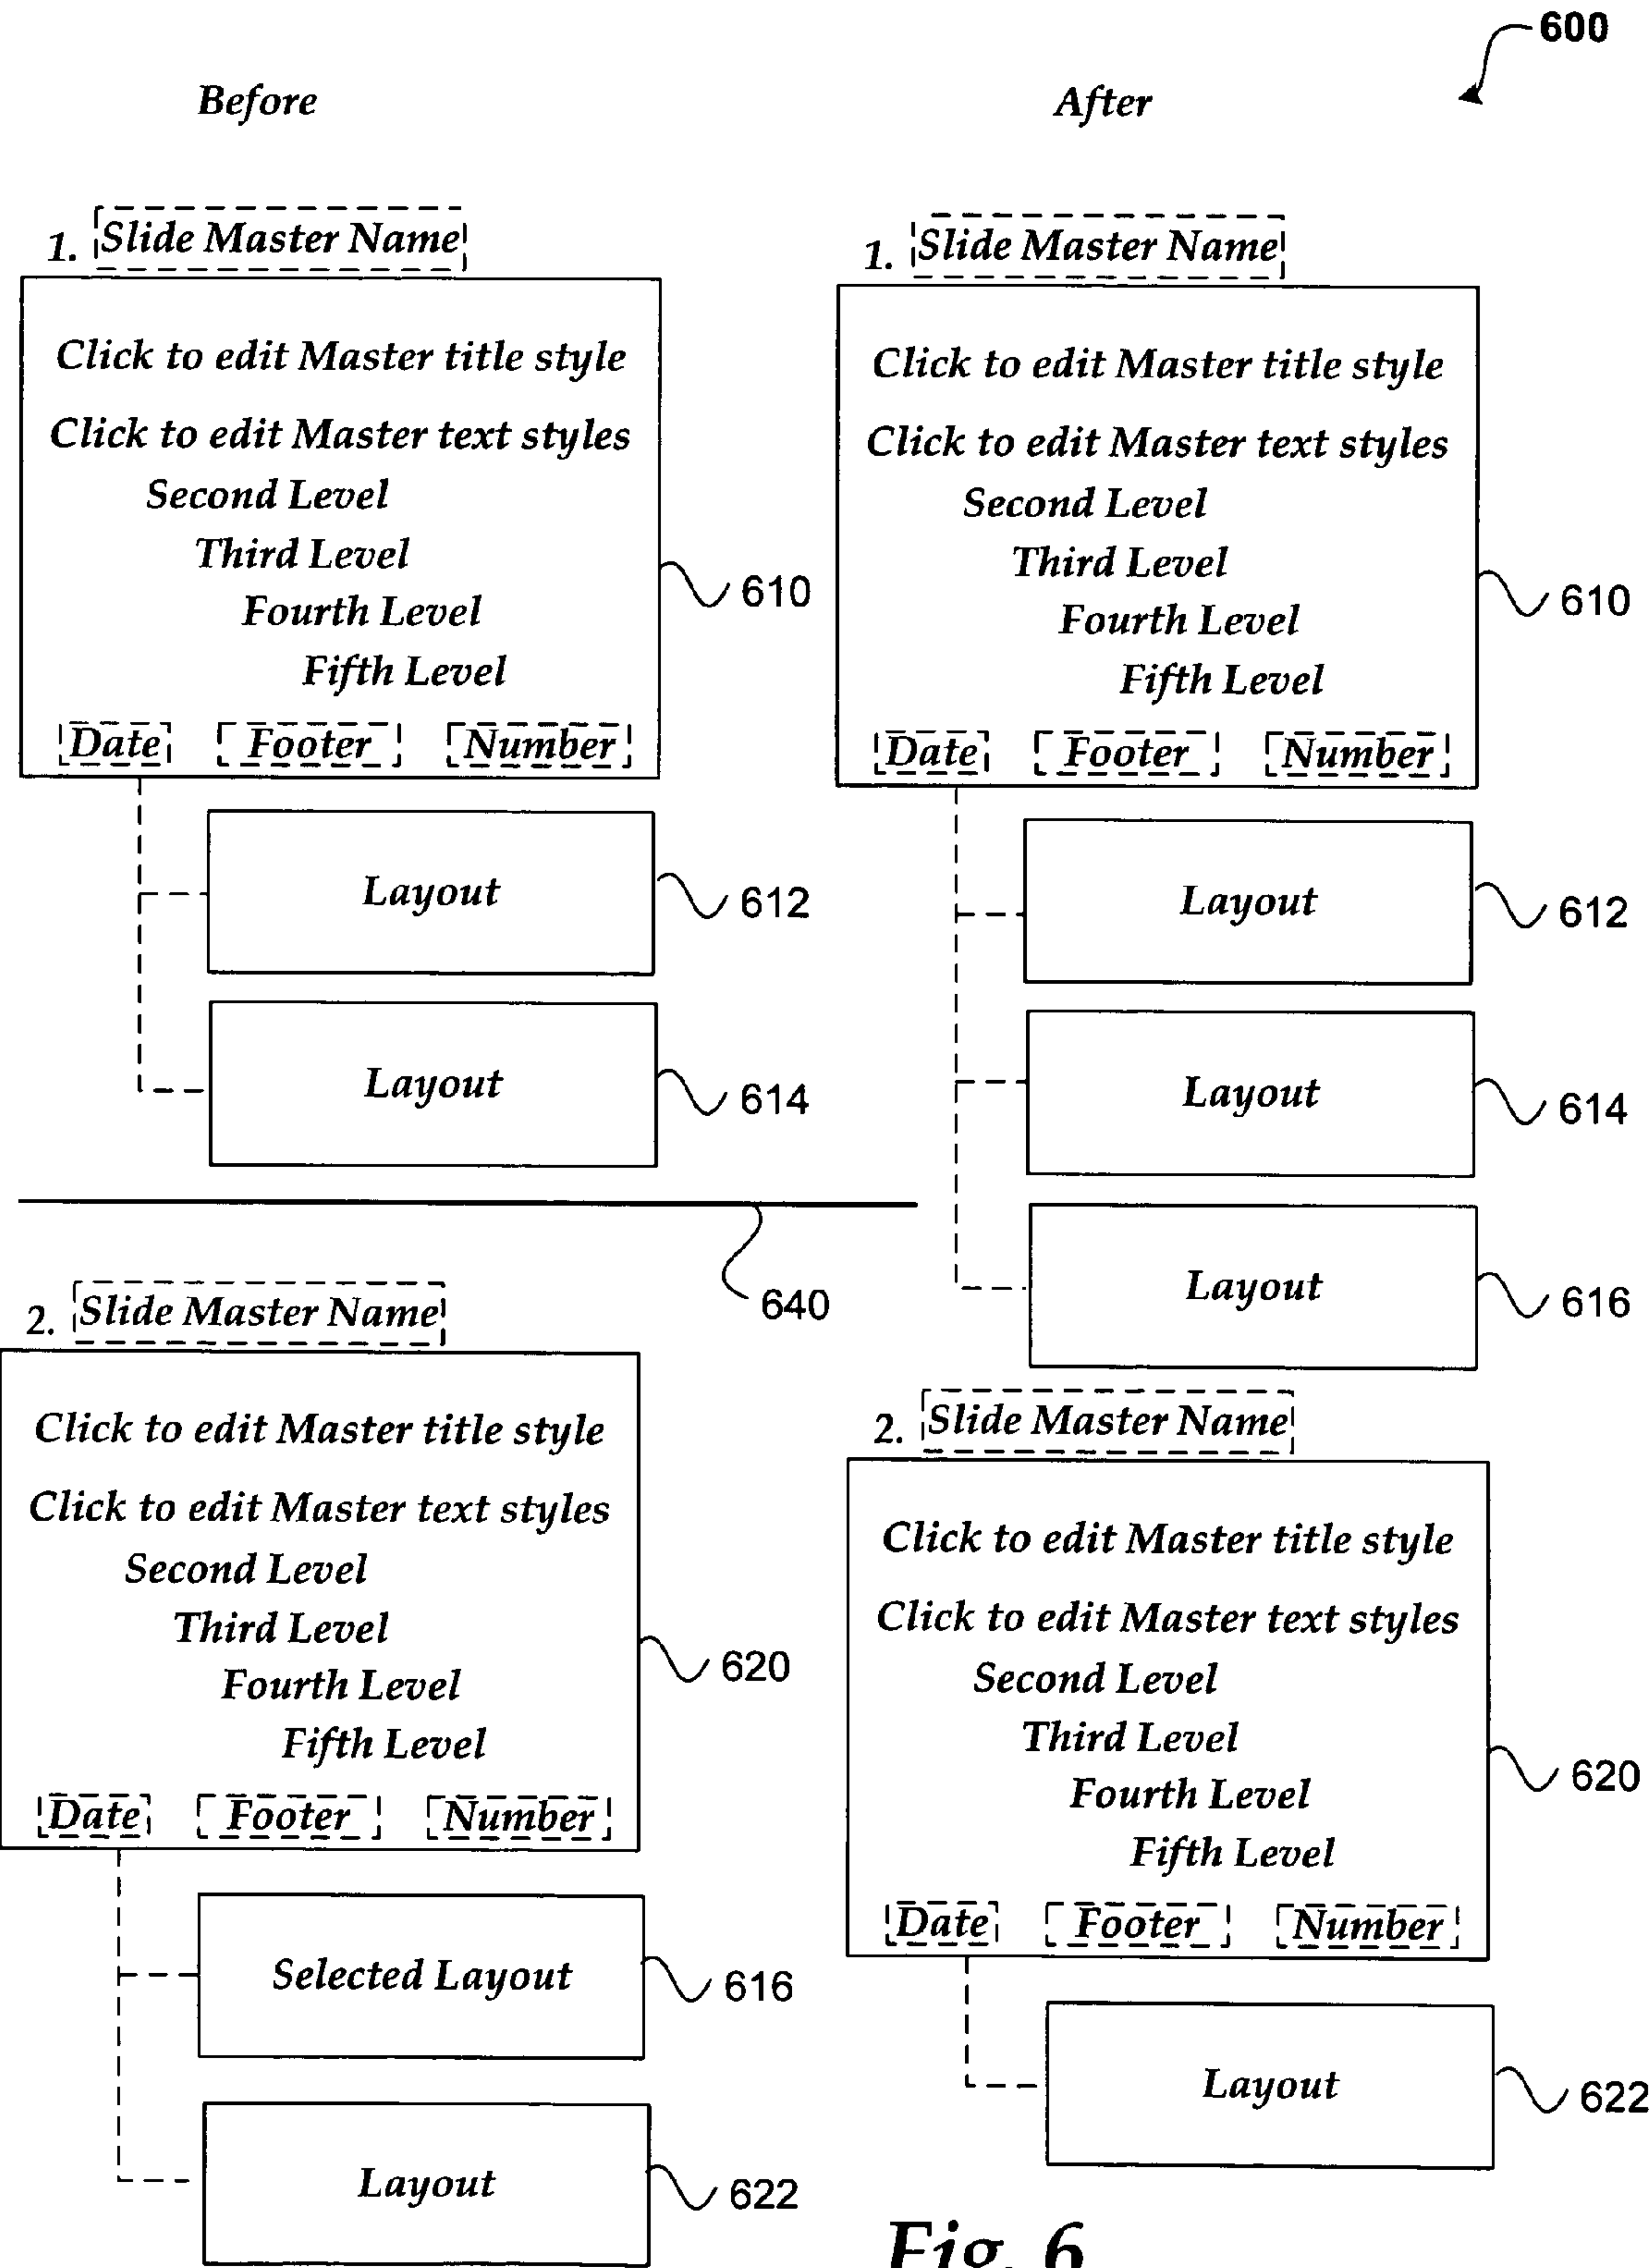 600
Before
After
1. Slide Master Name
Click to edit Master title style
Click to edit Master text styles
Second Level
Third Level
Fourth Level
Fifth Level
Date Footer Number
610
Layout
612
Layout
614
640
2. Slide Master Name
Click to edit Master title style
Click to edit Master text styles
Second Level
Third Level
Fourth Level
Fifth Level
Date Footer Number
620
Selected Layout
616
Layout
622
1. Slide Master Name
Click to edit Master title style
Click to edit Master text styles
Second Level
Third Level
Fourth Level
Fifth Level
Date Footer Number
610
Layout
612
Layout
614
Layout
616
2. Slide Master Name
Click to edit Master title style
Click to edit Master text styles
Second Level
Third Level
Fourth Level
Fifth Level
Date Footer Number
620
Layout
622
Fig. 6